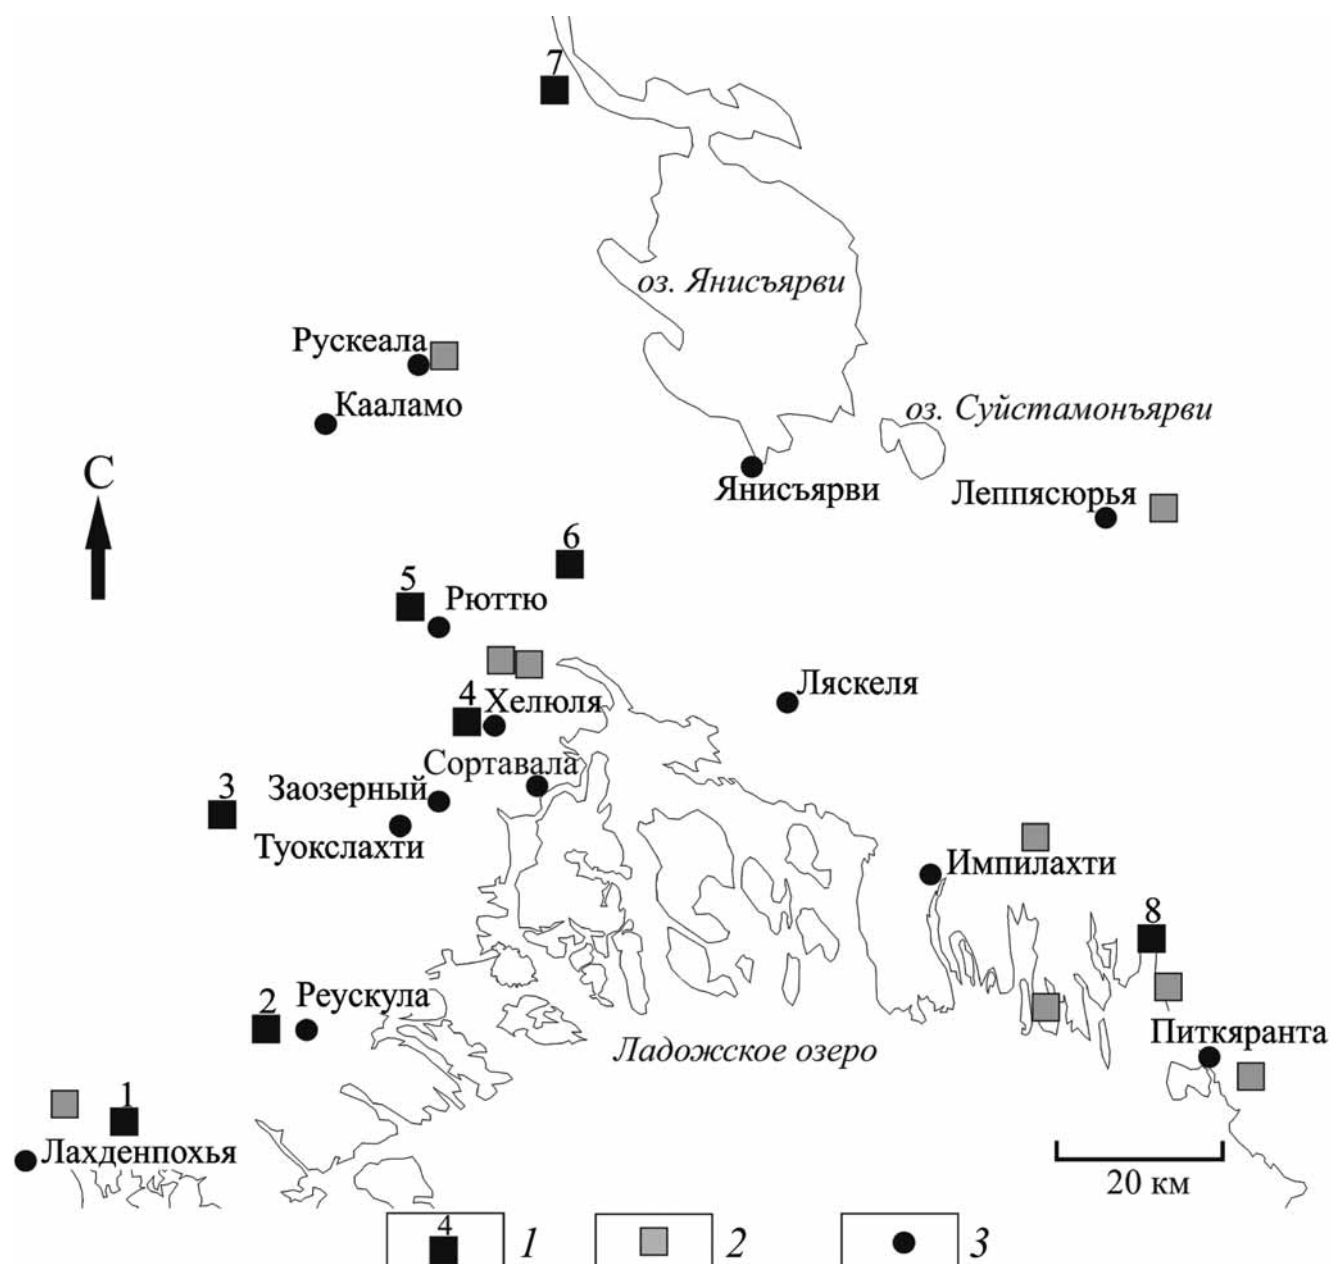 7
оз. Янисъярви
Рускеала
Кааламо
оз. Суйстамонъярви
С
Янисъярви
Леппясюрья
6
5
Рюттю
Ляскеля
4
Хелюля
Сортавала
3
Заозерный
Туокслахти
Импилахти
8
2
Реускула
Ладожское озеро
Питкяранта
1
Лахденпохья
20 км
4
1
2
3